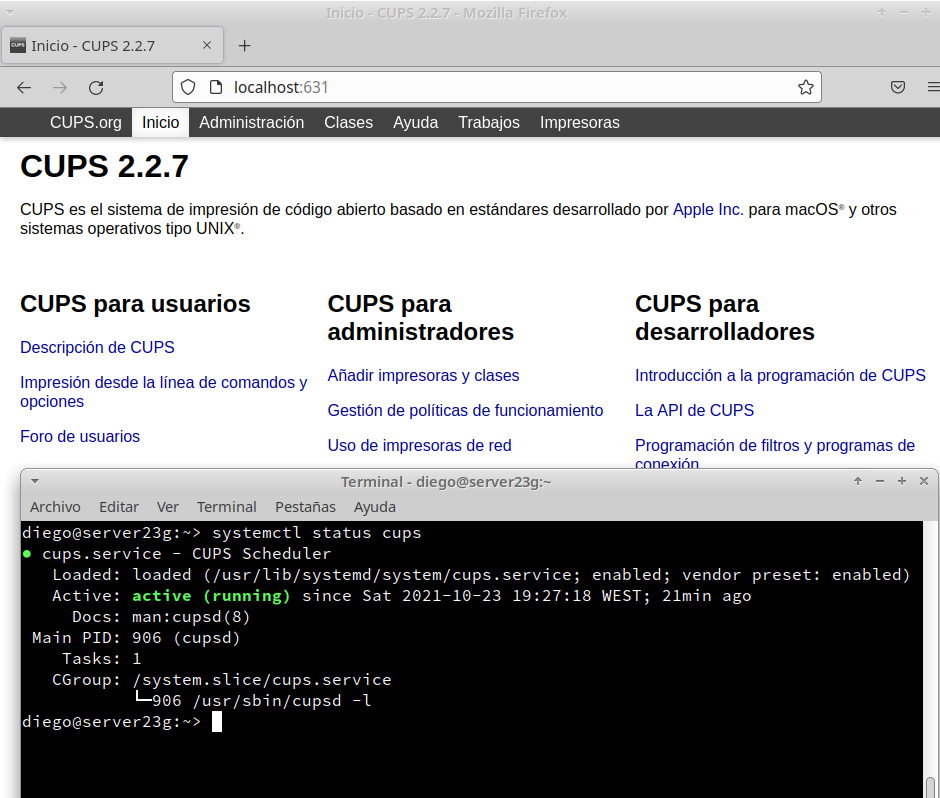 Inicio - CUPS 2.2.7 - Mozilla Firefox
CUPS Inicio - CUPS 2.2.7
localhost:631
CUPS.org Inicio Administración Clases Ayuda Trabajos Impresoras
CUPS 2.2.7
CUPS es el sistema de impresión de código abierto basado en estándares desarrollado por Apple Inc. para macOS® y otros
sistemas operativos tipo UNIX®.
CUPS para usuarios
Descripción de CUPS
Impresión desde la línea de comandos y
opciones
Foro de usuarios
CUPS para
administradores
Añadir impresoras y clases
Gestión de políticas de funcionamiento
Uso de impresoras de red
CUPS para
desarrolladores
Introducción a la programación de CUPS
La API de CUPS
Programación de filtros y programas de
conexión
Terminal - diego@server23g:~
Archivo Editar Ver Terminal Pestañas Ayuda
diego@server23g:~> systemctl status cups
● cups.service - CUPS Scheduler
Loaded: loaded (/usr/lib/systemd/system/cups.service; enabled; vendor preset: enabled)
Active: active (running) since Sat 2021-10-23 19:27:18 WEST; 21min ago
Docs: man:cupsd(8)
Main PID: 906 (cupsd)
Tasks: 1
CGroup: /system.slice/cups.service
└─906 /usr/sbin/cupsd -l
diego@server23g:~>